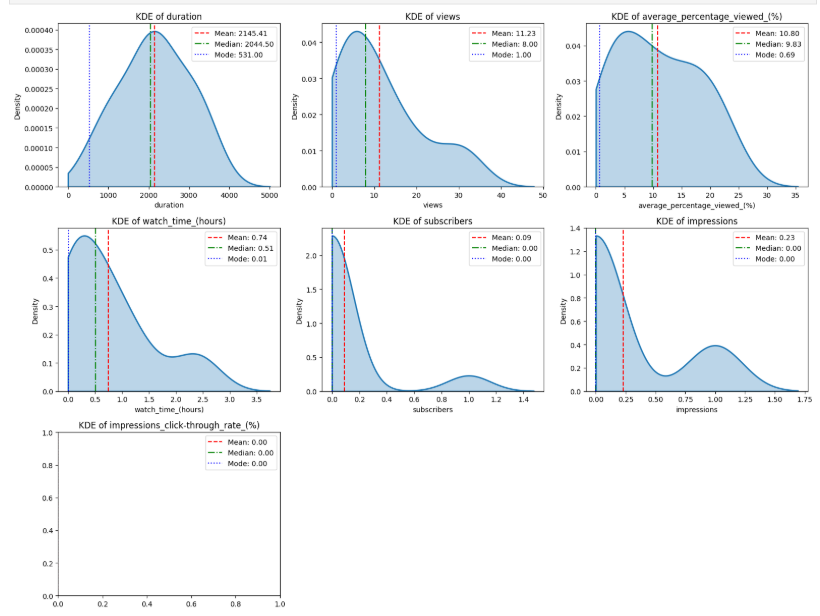 KDE of duration
Mean: 2145.41
Median: 2044.50
Mode: 531.00
Density
0.00040
0.00035
0.00030
0.00025
0.00020
0.00015
0.00010
0.00005
0.00000
0 1000 2000 3000 4000 5000
duration
KDE of views
Mean: 11.23
Median: 8.00
Mode: 1.00
Density
0.04
0.03
0.02
0.01
0.00
0 10 20 30 40 50
views
KDE of average_percentage_viewed_(%)
Mean: 10.80
Median: 9.83
Mode: 0.69
Density
0.04
0.03
0.02
0.01
0.00
0 5 10 15 20 25 30 35
average_percentage_viewed_(%)
KDE of watch_time_(hours)
Mean: 0.74
Median: 0.51
Mode: 0.01
Density
0.5
0.4
0.3
0.2
0.1
0.0
0.0 0.5 1.0 1.5 2.0 2.5 3.0 3.5
watch_time_(hours)
KDE of subscribers
Mean: 0.09
Median: 0.00
Mode: 0.00
Density
2.0
1.5
1.0
0.5
0.0
0.0 0.2 0.4 0.6 0.8 1.0 1.2 1.4
subscribers
KDE of impressions
Mean: 0.23
Median: 0.00
Mode: 0.00
Density
1.4
1.2
1.0
0.8
0.6
0.4
0.2
0.0
0.00 0.25 0.50 0.75 1.00 1.25 1.50 1.75
impressions
KDE of impressions_click-through_rate_(%)
Mean: 0.00
Median: 0.00
Mode: 0.00
1.0
0.8
0.6
0.4
0.2
0.0
0.0 0.2 0.4 0.6 0.8 1.0